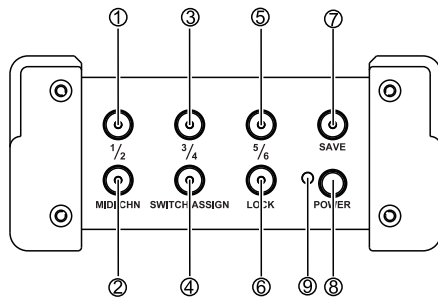 ① ③ ⑤ ⑦
1/2 3/4 5/6 SAVE
MIDI CHN SWITCH ASSIGN LOCK POWER
② ④ ⑥ ⑨ ⑧